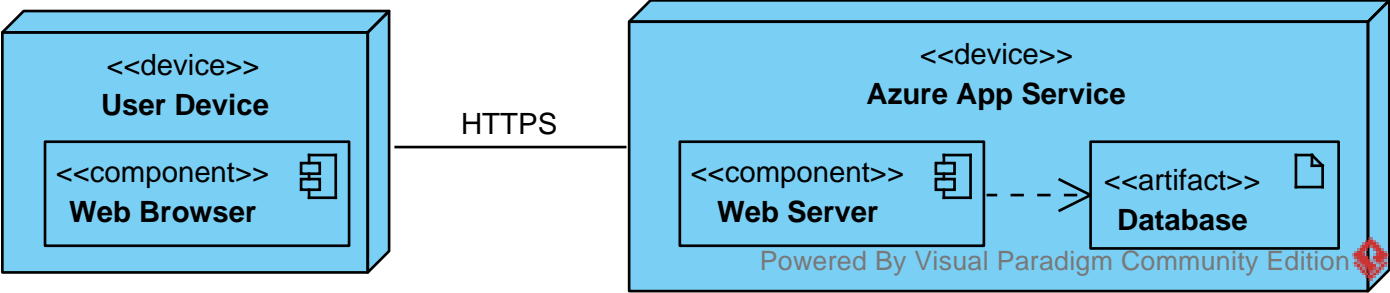 <<device>>
User Device
<<component>>
Web Browser
HTTPS
<<device>>
Azure App Service
<<component>>
Web Server
<<artifact>>
Database
Powered By Visual Paradigm Community Edition